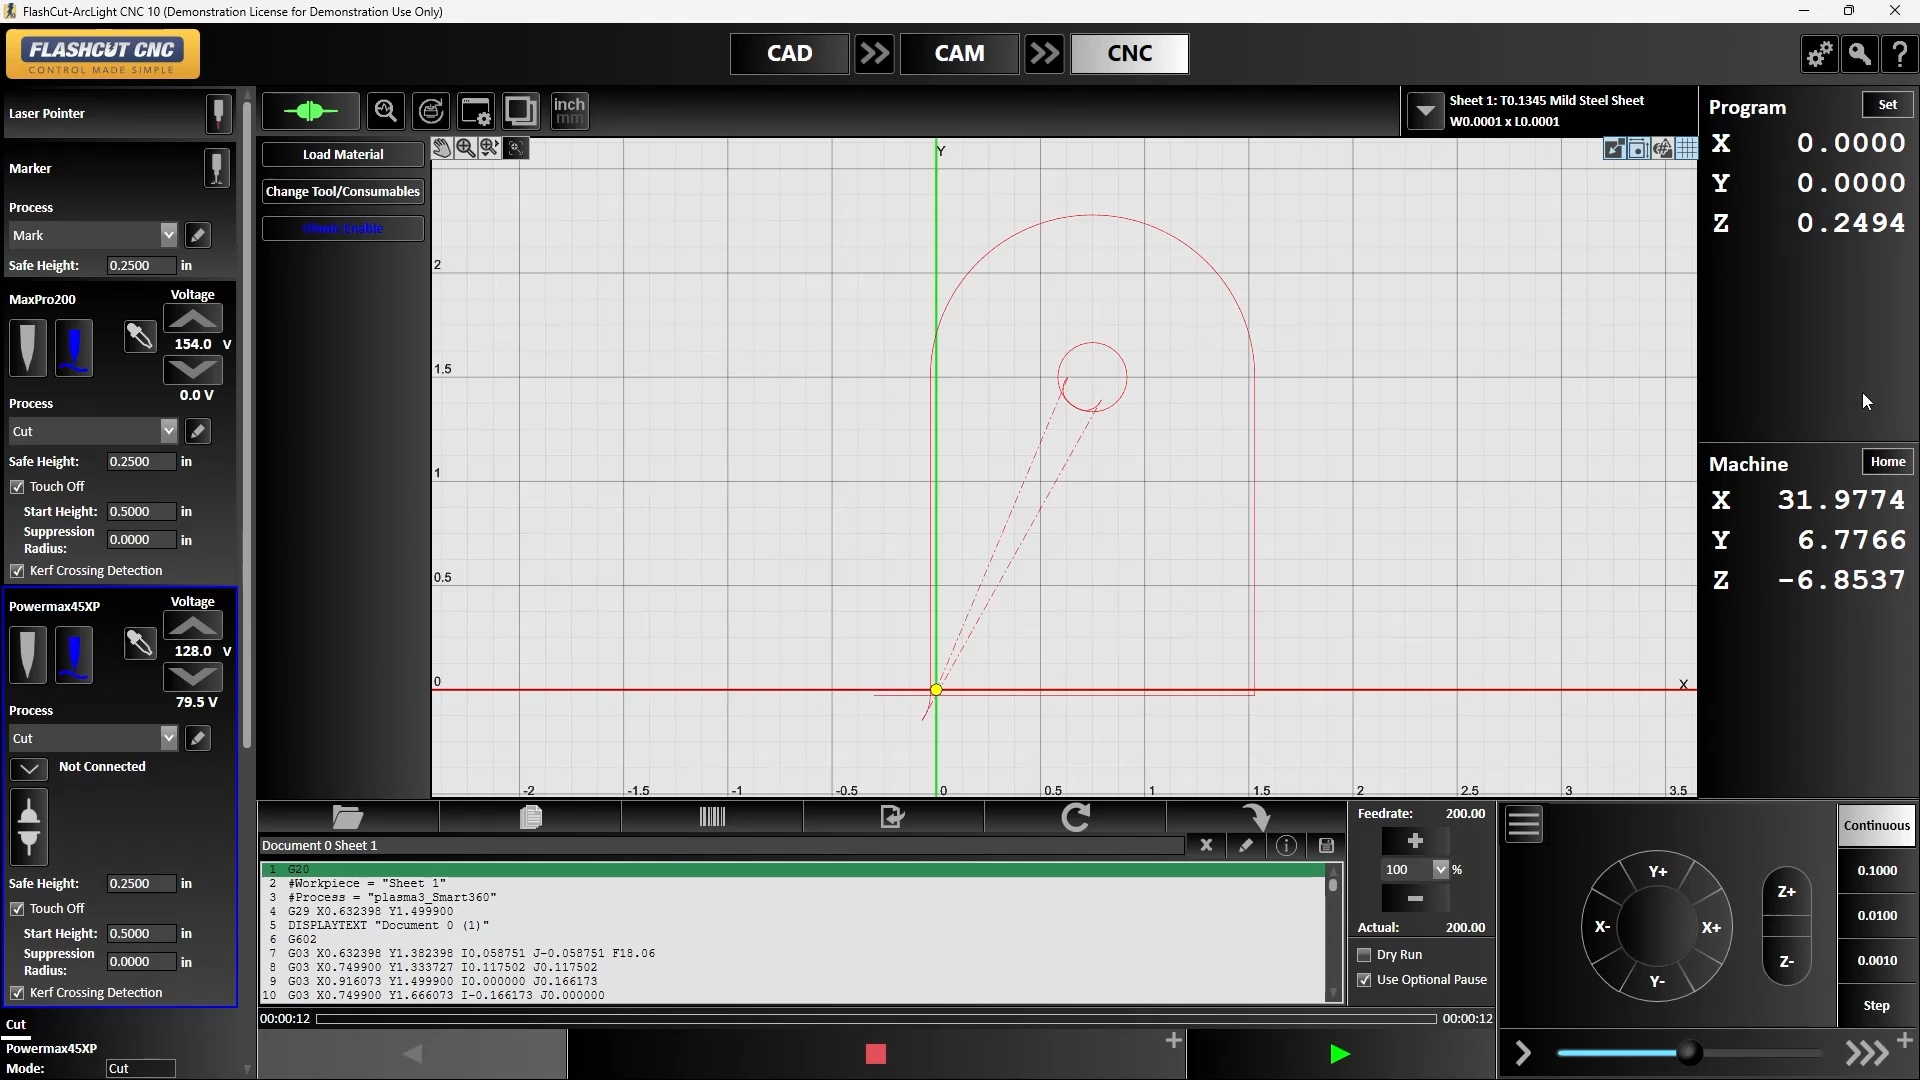 FlashCut-ArcLight CNC 10 (Demonstration License for Demonstration Use Only)
FLASHCUT CNC
CONTROL MADE SIMPLE
CAD
CAM
CNC
Laser Pointer
Marker
Process
Mark
Safe Height: 0.2500 in
MaxPro200
Voltage
154.0 V
0.0 V
Process
Cut
Safe Height: 0.2500 in
Touch Off
Start Height: 0.5000 in
Suppression
Radius: 0.0000 in
Kerf Crossing Detection
Powermax45XP
Voltage
128.0 V
79.5 V
Process
Cut
Not Connected
Safe Height: 0.2500 in
Touch Off
Start Height: 0.5000 in
Suppression
Radius: 0.0000 in
Kerf Crossing Detection
Cut
Powermax45XP
Mode: Cut
inch
mm
Load Material
Change Tool/Consumables
Ohmic Enable
Sheet 1: T0.1345 Mild Steel Sheet
W0.0001 x L0.0001
Y
2
1.5
1
0.5
0
X
-2 -1.5 -1 -0.5 0 0.5 1 1.5 2 2.5 3 3.5
Program Set
X 0.0000
Y 0.0000
Z 0.2494
Machine Home
X 31.9774
Y 6.7766
Z -6.8537
Document 0 Sheet 1
1 G20
2 #Workpiece = "Sheet 1"
3 #Process = "plasma3_Smart360"
4 G29 X0.632398 Y1.499900
5 DISPLAYTEXT "Document 0 (1)"
6 G602
7 G03 X0.632398 Y1.382398 I0.058751 J-0.058751 F18.06
8 G03 X0.749900 Y1.333727 I0.117502 J0.117502
9 G03 X0.916073 Y1.499900 I0.000000 J0.166173
10 G03 X0.749900 Y1.666073 I-0.166173 J0.000000
00:00:12
00:00:12
Feedrate: 200.00
100 %
Actual: 200.00
Dry Run
Use Optional Pause
Y+
X-
X+
Y-
Z+
Z-
Continuous
0.1000
0.0100
0.0010
Step